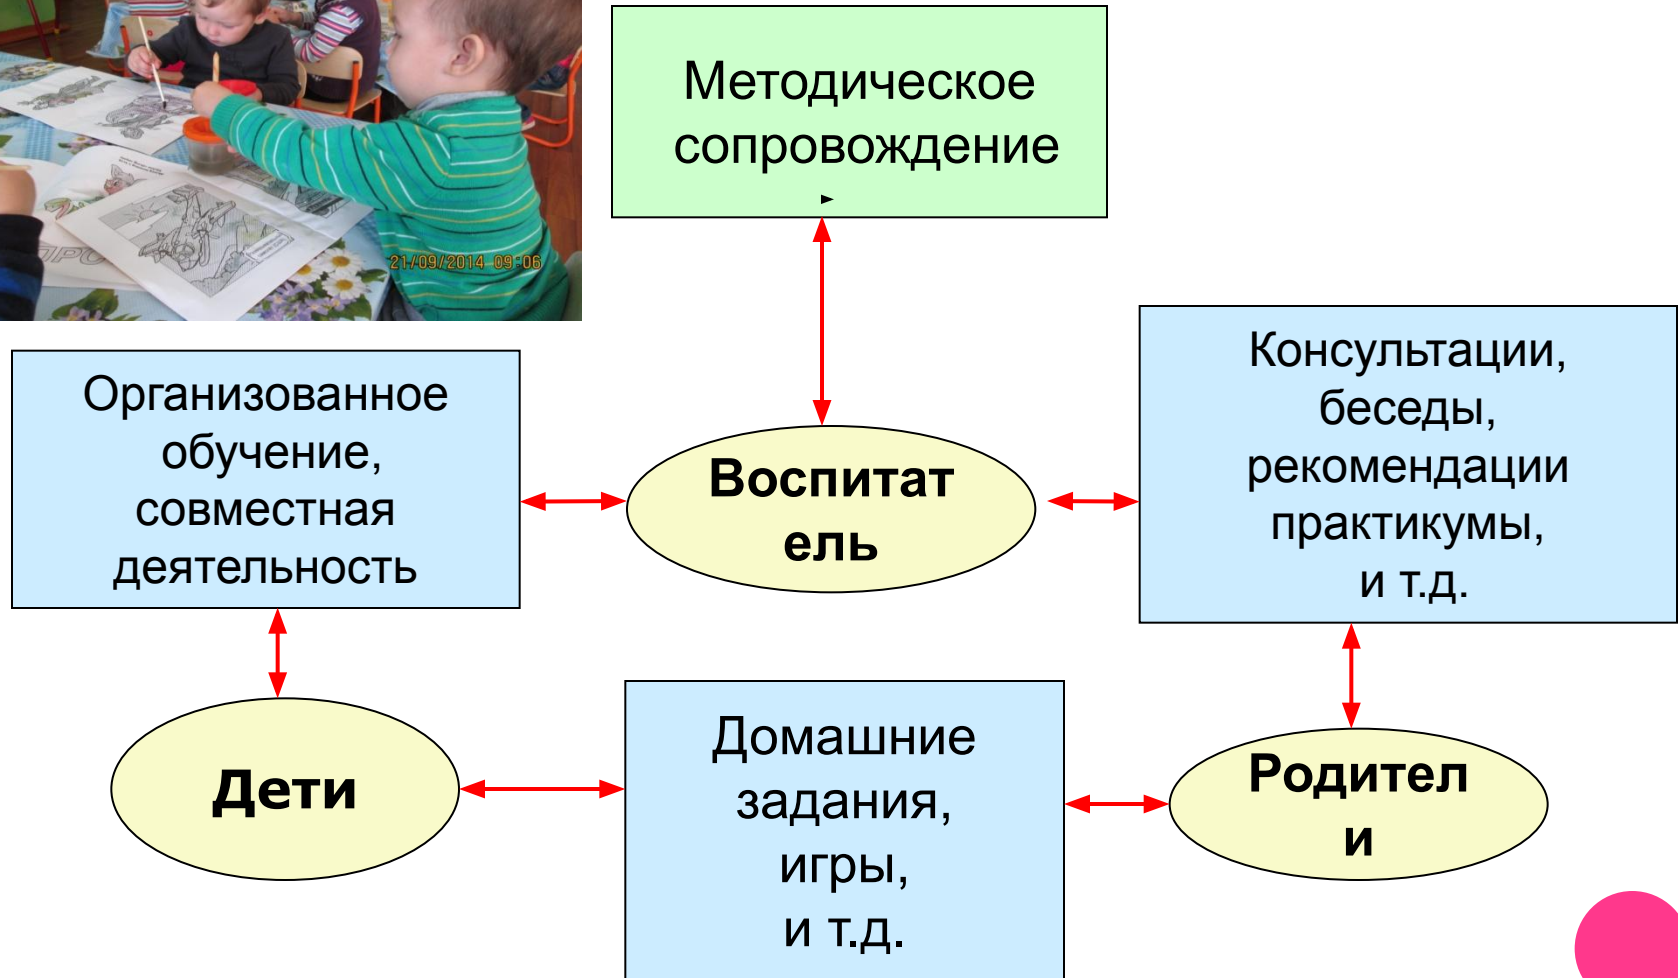 21/09/2014 09:06
Методическое
сопровождение
Организованное
обучение,
совместная
деятельность
Воспитат
ель
Консультации,
беседы,
рекомендации
практикумы,
и т.д.
Дети
Домашние
задания,
игры,
и т.д.
Родител
и